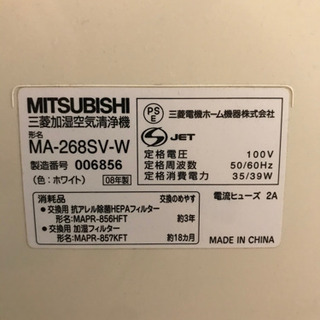 MITSUBISHI
三菱加湿空気清浄機
形名 MA-268SV-W
製造番号 006856
(色:ホワイト) 08年製
PS E 三菱電機ホーム機器株式会社
S JET
定格電圧 100V
定格周波数 50/60Hz
定格消費電力 35/39W
消耗品 交換のめやす
・交換用 抗アレル除菌HEPAフィルター
形名:MAPR-856HFT 約3年
・交換用 加湿フィルター
形名:MAPR-857KFT 約18カ月
電流ヒューズ 2A
MADE IN CHINA